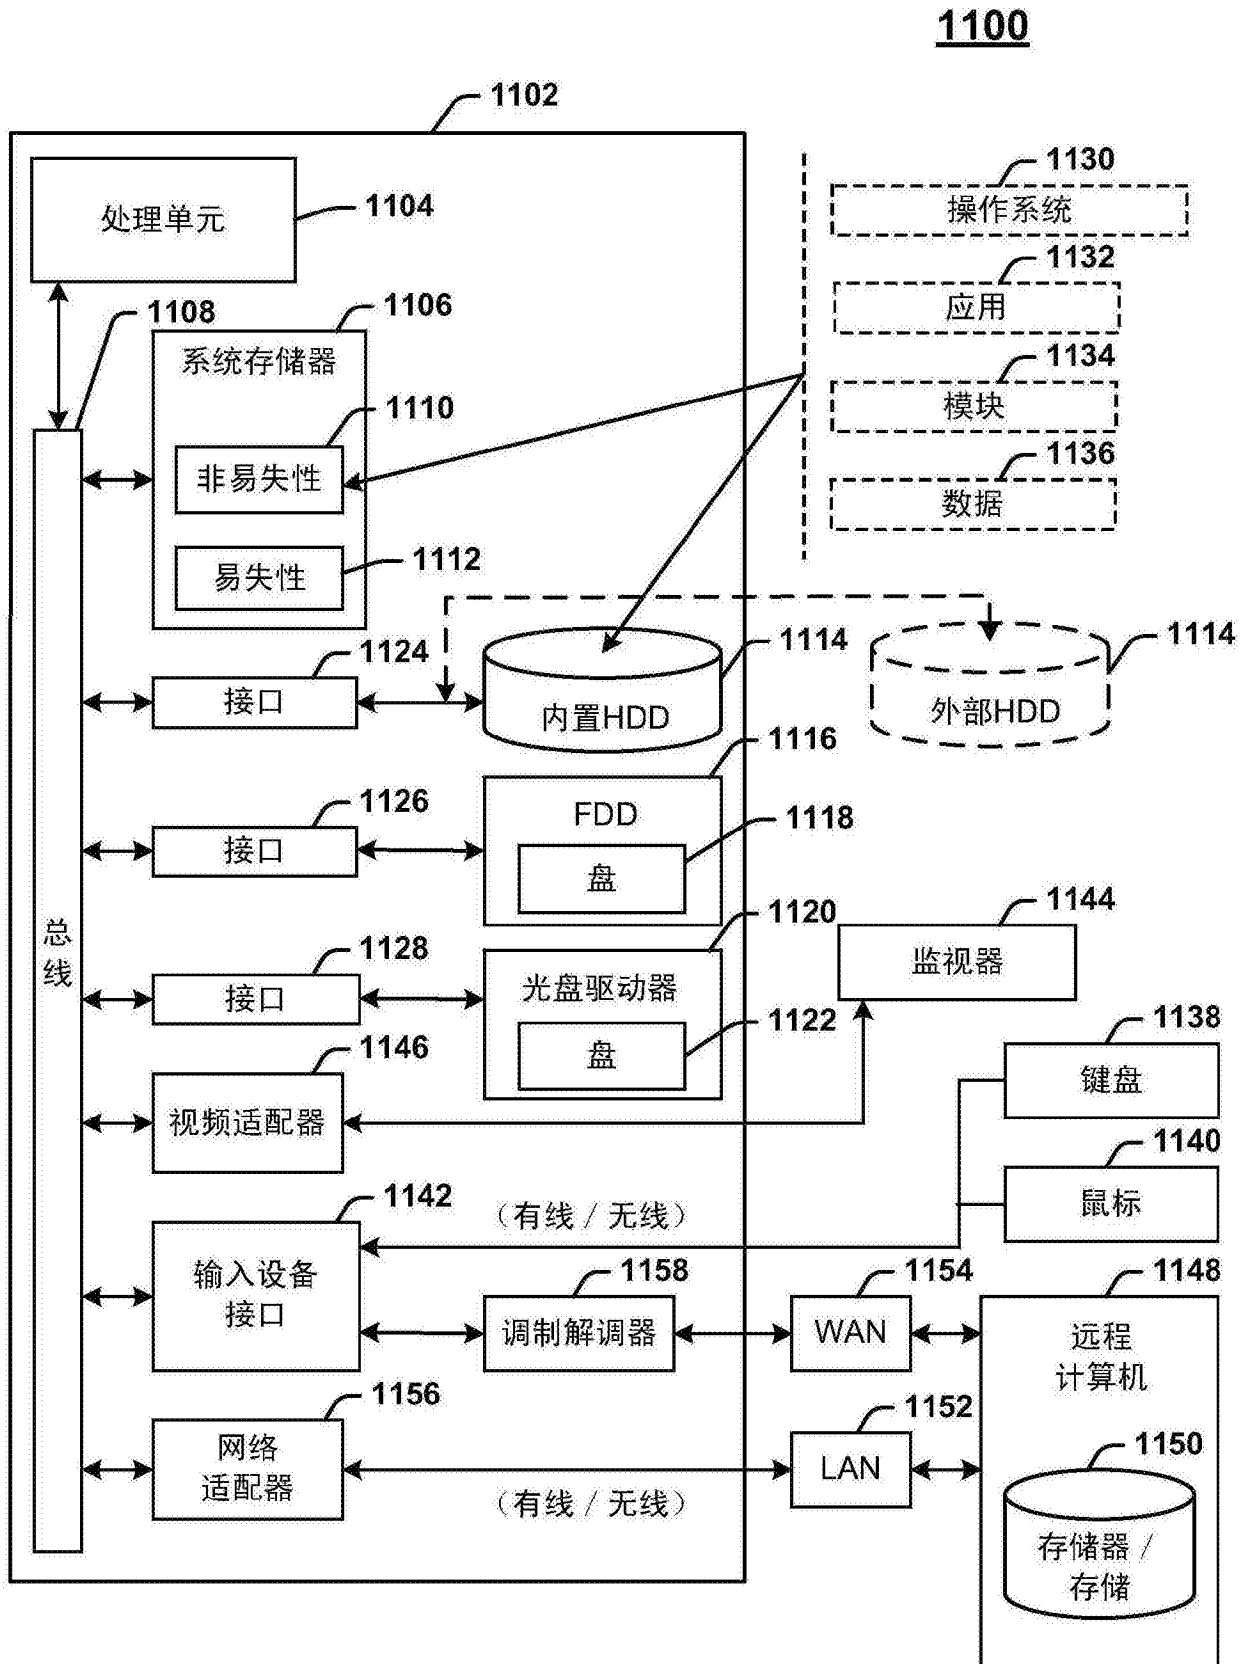 1100
1102
处理单元
1104
1108
1106
系统存储器
1110
非易失性
1112
易失性
1130
操作系统
1132
应用
1134
模块
1136
数据
总
线
1124
接口
1114
内置HDD
1114
外部HDD
1126
接口
1116
FDD
1118
盘
1128
接口
1120
光盘驱动器
1122
盘
1144
监视器
1146
视频适配器
1138
键盘
1140
鼠标
1142
输入设备
接口
（有线 / 无线）
1158
调制解调器
1154
WAN
1148
远程
计算机
1156
网络
适配器
（有线 / 无线）
1152
LAN
1150
存储器 /
存储